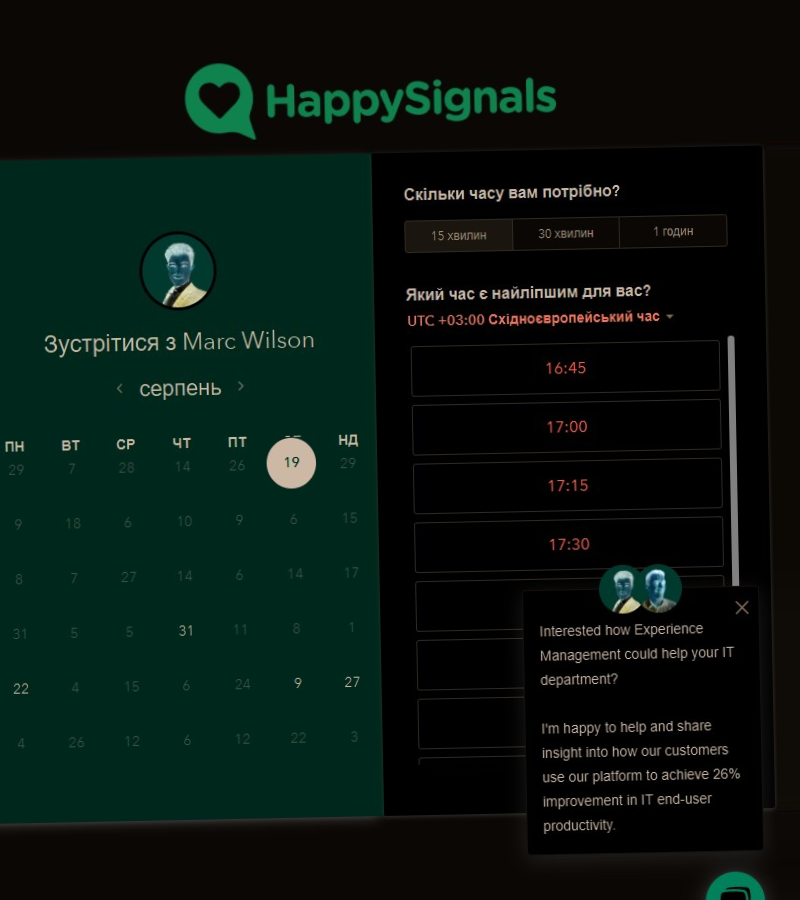 HappySignals
Зустрітися з Marc Wilson
серпень
ПН ВТ СР ЧТ ПТ НД
29 7 28 14 26 19 29
9 18 6 10 9 6 15
8 7 27 14 6 14 17
31 5 5 31 11 8 1
22 4 15 6 24 9 27
4 26 12 6 12 22 3
Скільки часу вам потрібно?
15 хвилин 30 хвилин 1 годин
Який час є найліпшим для вас?
UTC +03:00 Східноєвропейський час
16:45
17:00
17:15
17:30
Interested how Experience
Management could help your IT
department?
I'm happy to help and share
insight into how our customers
use our platform to achieve 26%
improvement in IT end-user
productivity.